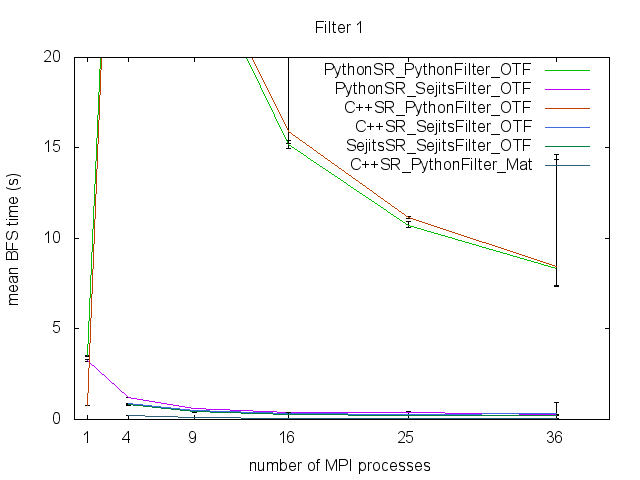 Filter 1
20
15
10
5
0
mean BFS time (s)
PythonSR_PythonFilter_OTF
PythonSR_SejitsFilter_OTF
C++SR_PythonFilter_OTF
C++SR_SejitsFilter_OTF
SejitsSR_SejitsFilter_OTF
C++SR_PythonFilter_Mat
1 4 9 16 25 36
number of MPI processes